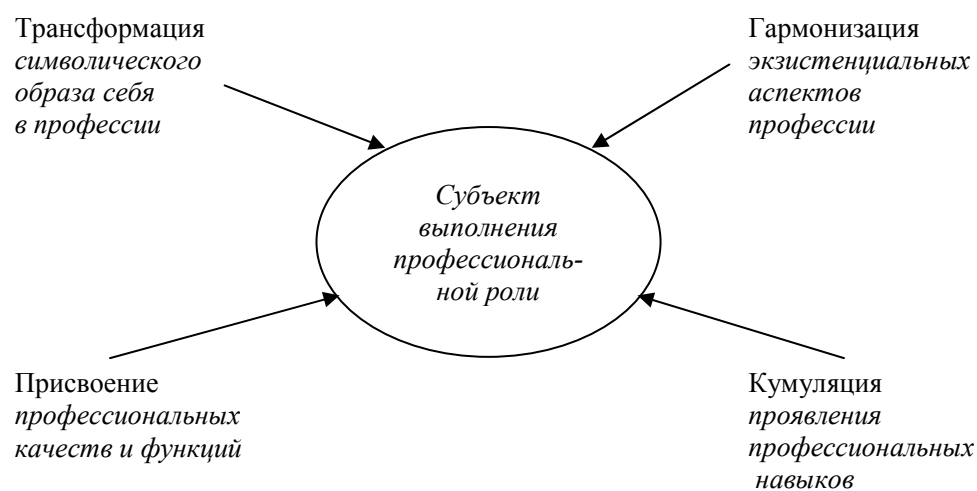 Трансформация
символического
образа себя
в профессии
Гармонизация
экзистенциальных
аспектов
профессии
Субъект
выполнения
профессиональ-
ной роли
Присвоение
профессиональных
качеств и функций
Кумуляция
проявления
профессиональных
навыков